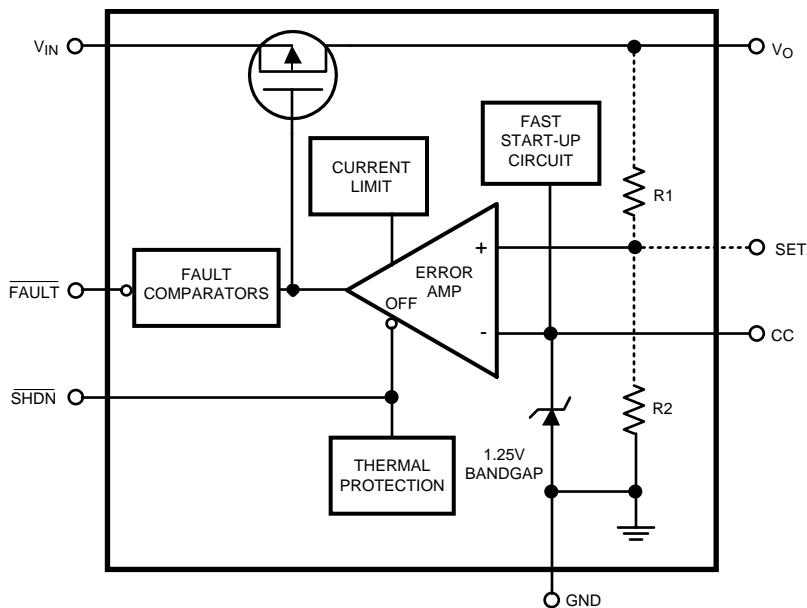 VIN
VO
FAST
START-UP
CIRCUIT
CURRENT
LIMIT
R1
+
SET
FAULT
FAULT
COMPARATORS
ERROR
AMP
OFF
-
CC
SHDN
R2
THERMAL
PROTECTION
1.25V
BANDGAP
GND